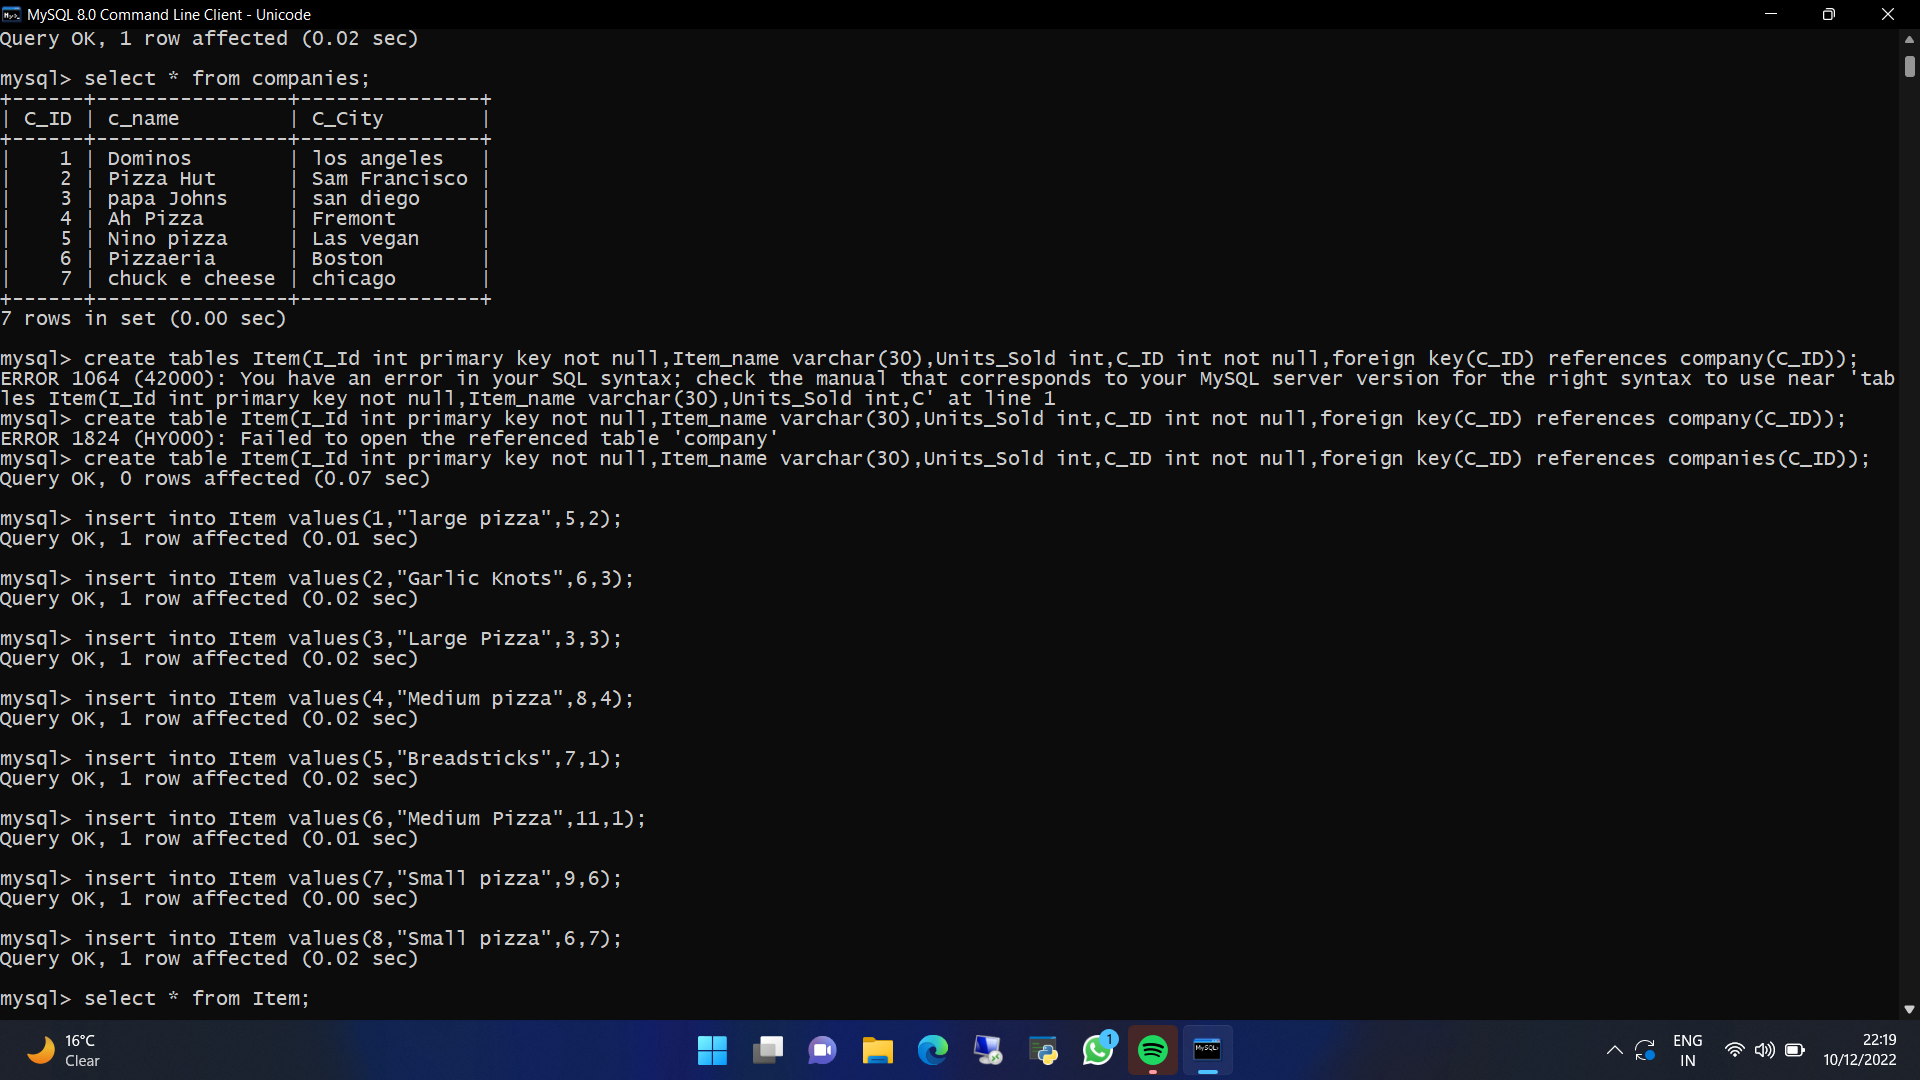 MySQL 8.0 Command Line Client - Unicode
Query OK, 1 row affected (0.02 sec)
mysql> select * from companies;
+------+----------------+---------------+
| C_ID | c_name         | C_City        |
+------+----------------+---------------+
|    1 | Dominos        | los angeles   |
|    2 | Pizza Hut      | Sam Francisco |
|    3 | papa Johns     | san diego     |
|    4 | Ah Pizza       | Fremont       |
|    5 | Nino pizza     | Las vegan     |
|    6 | Pizzaeria      | Boston        |
|    7 | chuck e cheese | chicago       |
+------+----------------+---------------+
7 rows in set (0.00 sec)
mysql> create tables Item(I_Id int primary key not null,Item_name varchar(30),Units_Sold int,C_ID int not null,foreign key(C_ID) references company(C_ID));
ERROR 1064 (42000): You have an error in your SQL syntax; check the manual that corresponds to your MySQL server version for the right syntax to use near 'tab
les Item(I_Id int primary key not null,Item_name varchar(30),Units_Sold int,C' at line 1
mysql> create table Item(I_Id int primary key not null,Item_name varchar(30),Units_Sold int,C_ID int not null,foreign key(C_ID) references company(C_ID));
ERROR 1824 (HY000): Failed to open the referenced table 'company'
mysql> create table Item(I_Id int primary key not null,Item_name varchar(30),Units_Sold int,C_ID int not null,foreign key(C_ID) references companies(C_ID));
Query OK, 0 rows affected (0.07 sec)
mysql> insert into Item values(1,"large pizza",5,2);
Query OK, 1 row affected (0.01 sec)
mysql> insert into Item values(2,"Garlic Knots",6,3);
Query OK, 1 row affected (0.02 sec)
mysql> insert into Item values(3,"Large Pizza",3,3);
Query OK, 1 row affected (0.02 sec)
mysql> insert into Item values(4,"Medium pizza",8,4);
Query OK, 1 row affected (0.02 sec)
mysql> insert into Item values(5,"Breadsticks",7,1);
Query OK, 1 row affected (0.02 sec)
mysql> insert into Item values(6,"Medium Pizza",11,1);
Query OK, 1 row affected (0.01 sec)
mysql> insert into Item values(7,"Small pizza",9,6);
Query OK, 1 row affected (0.00 sec)
mysql> insert into Item values(8,"Small pizza",6,7);
Query OK, 1 row affected (0.02 sec)
mysql> select * from Item;
16°C
Clear
1
MySQL>
ENG
IN
22:19
10/12/2022